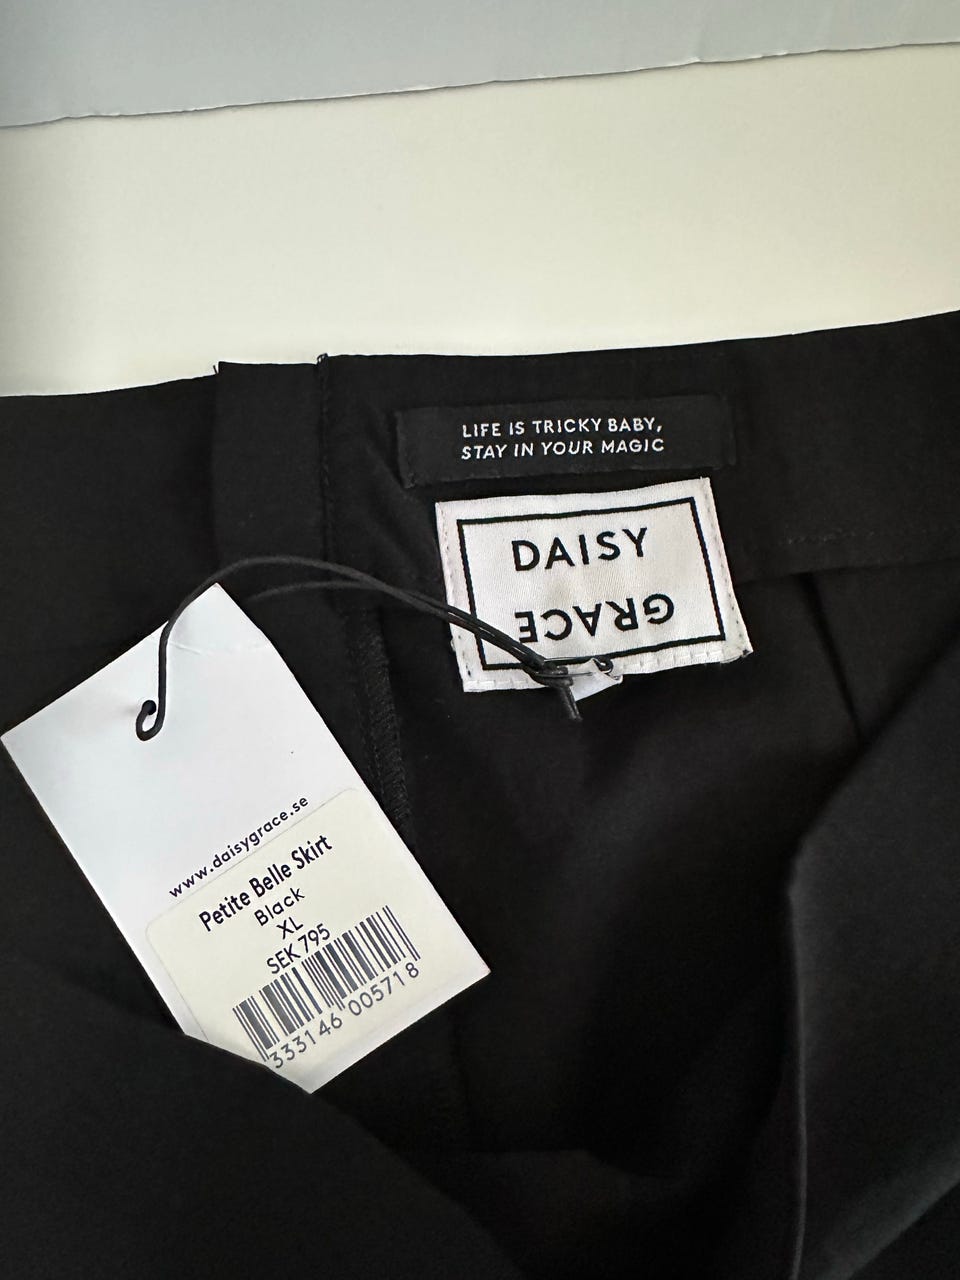 LIFE IS TRICKY BABY,
STAY IN YOUR MAGIC
DAISY
GRACE
www.daisygrace.se
Petite Belle Skirt
Black
XL
SEK 795
333146 005718